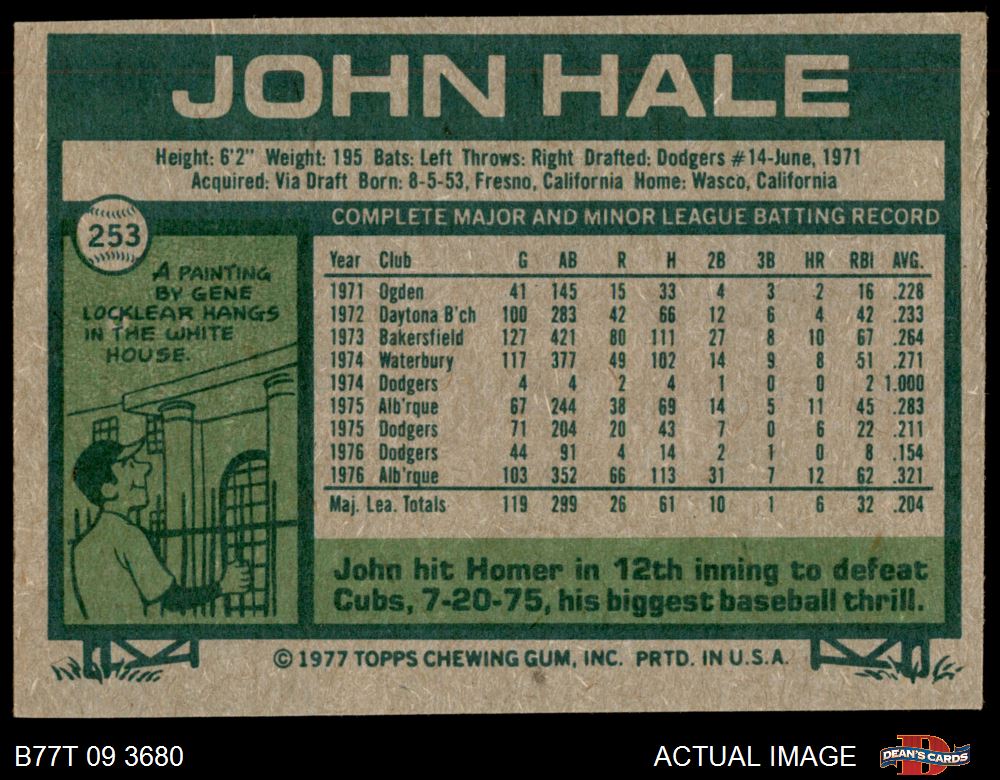 JOHN HALE
Height: 6'2" Weight: 195 Bats: Left Throws: Right Drafted: Dodgers #14-June, 1971
Acquired: Via Draft Born: 8-5-53, Fresno, California Home: Wasco, California
253
COMPLETE MAJOR AND MINOR LEAGUE BATTING RECORD
A PAINTING
BY GENE
LOCKLEAR HANGS
IN THE WHITE
HOUSE.
Year Club G AB R H 2B 3B HR RBI AVG.
1971 Ogden 41 145 15 33 4 3 2 16 .228
1972 Daytona B'ch 100 283 42 66 12 6 4 42 .233
1973 Bakersfield 127 421 80 111 27 8 10 67 .264
1974 Waterbury 117 377 49 102 14 9 8 51 .271
1974 Dodgers 4 4 2 4 1 0 0 2 1.000
1975 Alb'rque 67 244 38 69 14 5 11 45 .283
1975 Dodgers 71 204 20 43 7 0 6 22 .211
1976 Dodgers 44 91 4 14 2 1 0 8 .154
1976 Alb'rque 103 352 66 113 31 7 12 62 .321
Maj. Lea. Totals 119 299 26 61 10 1 6 32 .204
John hit Homer in 12th inning to defeat
Cubs, 7-20-75, his biggest baseball thrill.
© 1977 TOPPS CHEWING GUM, INC. PRTD. IN U.S.A.
B77T 09 3680
ACTUAL IMAGE
D
DEAN'S CARDS